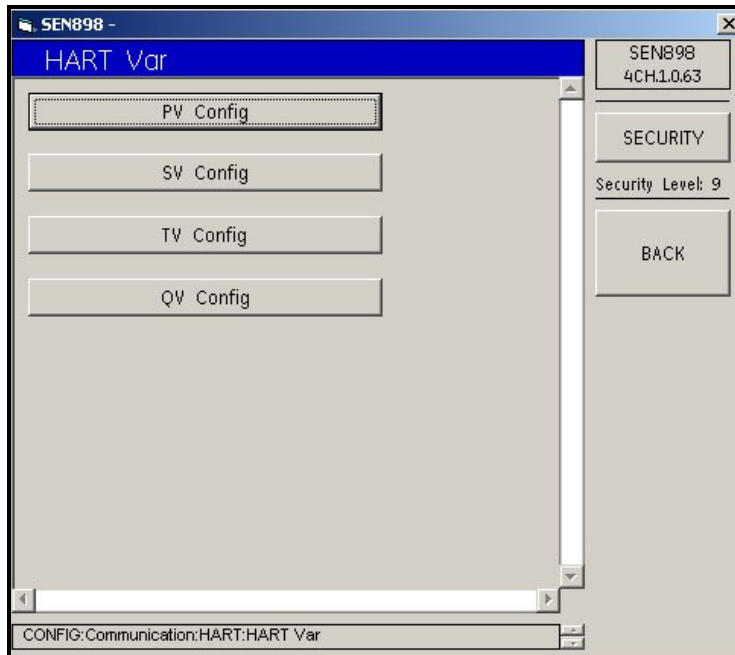 SEN898 -
HART Var
SEN898
4CH.1.0.63
PV Config
SECURITY
SV Config
Security Level: 9
TV Config
BACK
QV Config
CONFIG:Communication:HART:HART Var